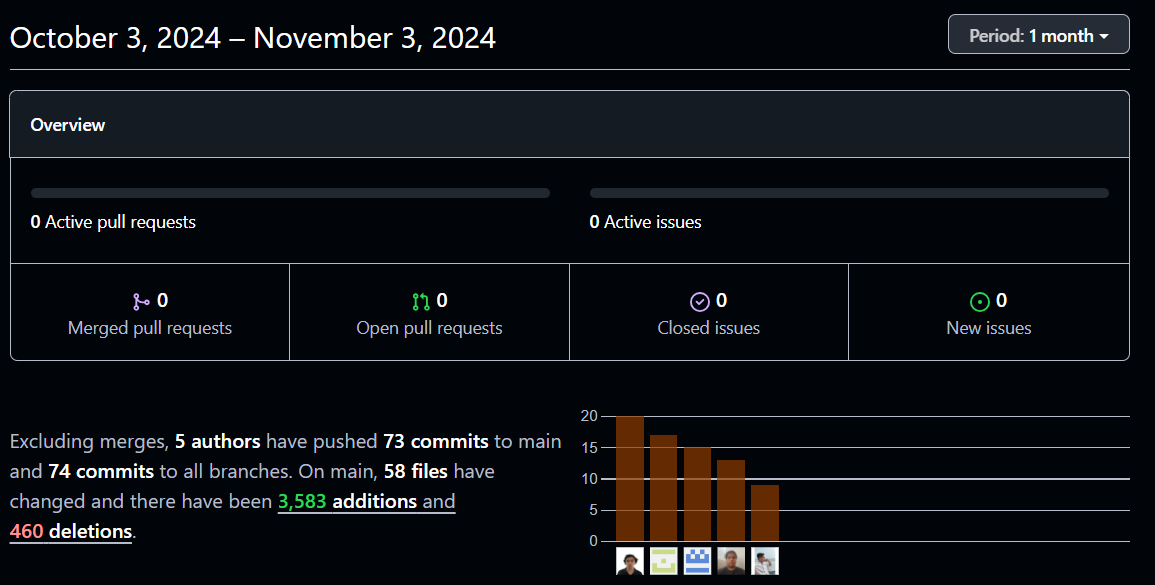 October 3, 2024 – November 3, 2024
Period: 1 month
Overview
0 Active pull requests
0 Active issues
0
Merged pull requests
0
Open pull requests
0
Closed issues
0
New issues
Excluding merges, 5 authors have pushed 73 commits to main
and 74 commits to all branches. On main, 58 files have
changed and there have been 3,583 additions and
460 deletions.
20
15
10
5
0